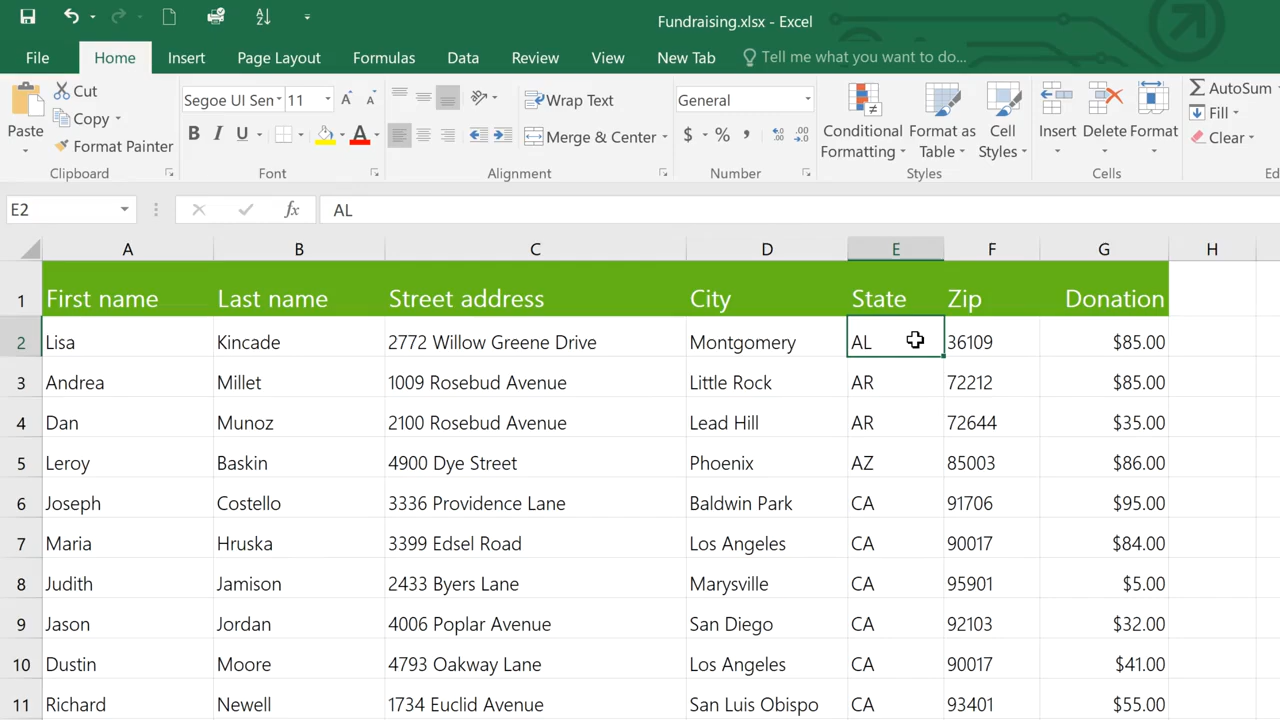 Fundraising.xlsx - Excel
File Home Insert Page Layout Formulas Data Review View New Tab Tell me what you want to do...
Cut
Copy
Format Painter
Paste
Clipboard
Segoe UI Sen 11
B I U
Font
Wrap Text
Merge & Center
Alignment
General
$ % ,
Number
Conditional Formatting
Format as Table
Cell Styles
Styles
Insert Delete Format
Cells
AutoSum
Fill
Clear
E2 fx AL
A B C D E F G H
1 First name Last name Street address City State Zip Donation
2 Lisa Kincade 2772 Willow Greene Drive Montgomery AL 36109 $85.00
3 Andrea Millet 1009 Rosebud Avenue Little Rock AR 72212 $85.00
4 Dan Munoz 2100 Rosebud Avenue Lead Hill AR 72644 $35.00
5 Leroy Baskin 4900 Dye Street Phoenix AZ 85003 $86.00
6 Joseph Costello 3336 Providence Lane Baldwin Park CA 91706 $95.00
7 Maria Hruska 3399 Edsel Road Los Angeles CA 90017 $84.00
8 Judith Jamison 2433 Byers Lane Marysville CA 95901 $5.00
9 Jason Jordan 4006 Poplar Avenue San Diego CA 92103 $32.00
10 Dustin Moore 4793 Oakway Lane Los Angeles CA 90017 $41.00
11 Richard Newell 1734 Euclid Avenue San Luis Obispo CA 93401 $55.00